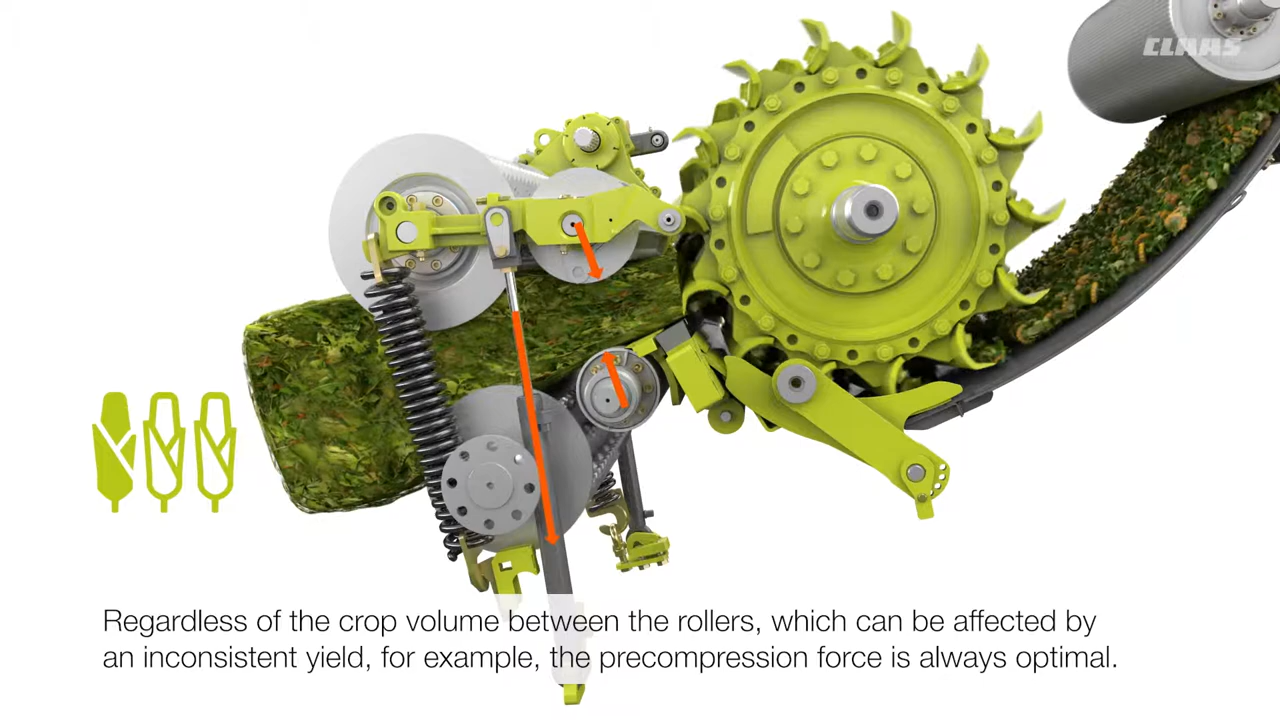 CLAAS
Regardless of the crop volume between the rollers, which can be affected by
an inconsistent yield, for example, the precompression force is always optimal.